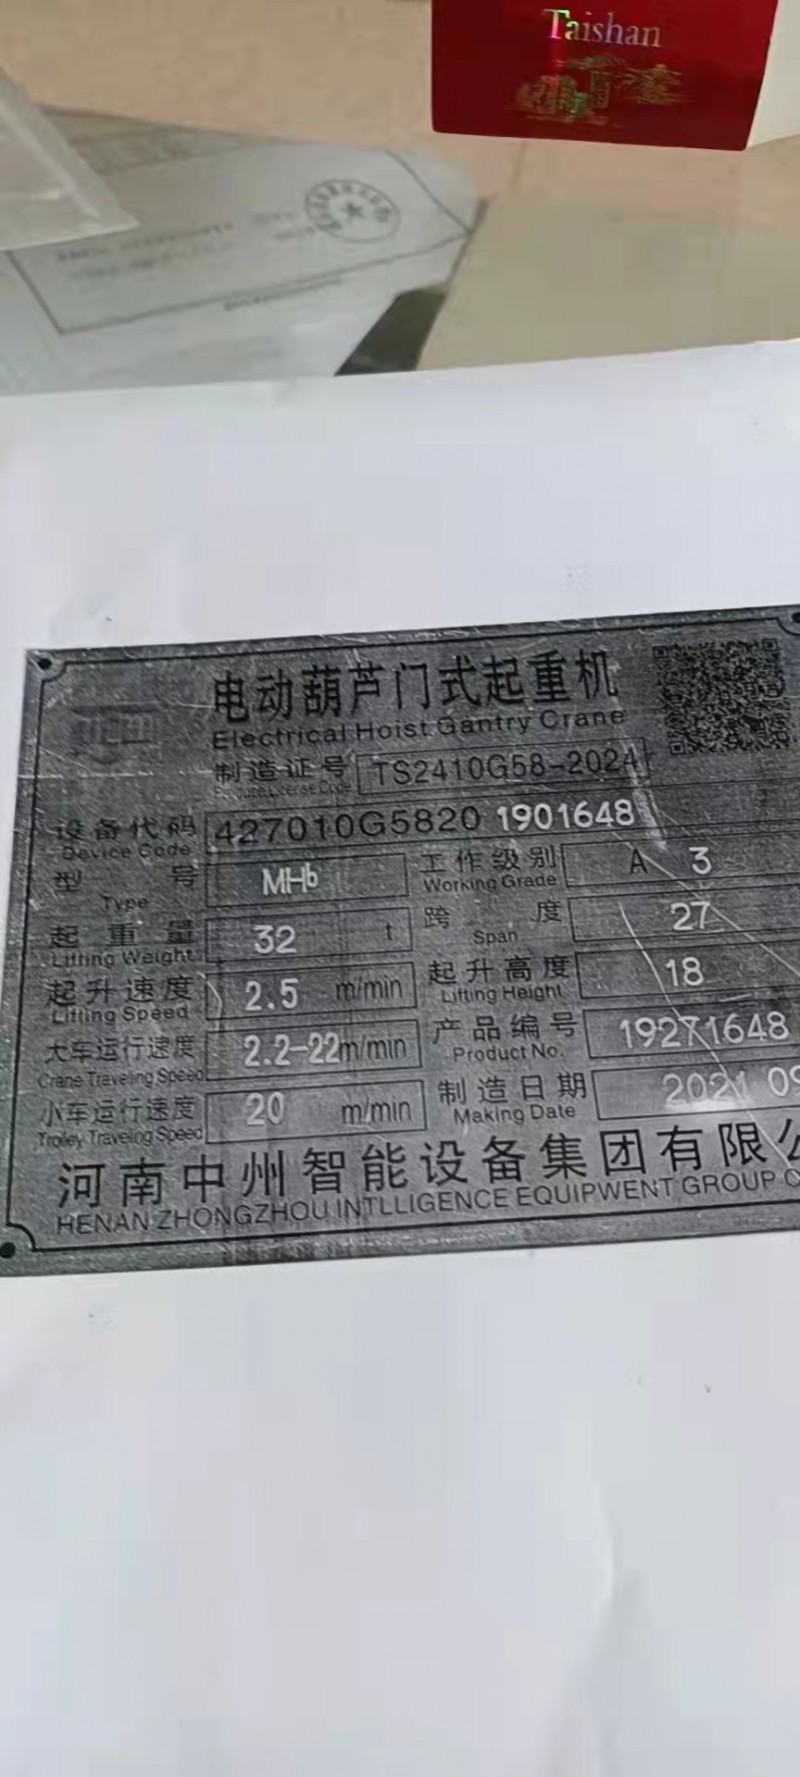 Taishan
电动葫芦门式起重机
Electrical Hoist Gantry Crane
制造证号 TS2410G58-2024
设备代码 427010G5820 1901648
Device Code
型号 MHb 工作级别 A 3
Type Working Grade
起重量 32 t 跨度 27
Lifting Weight Span
起升速度 2.5 m/min 起升高度 18
Lifting Speed Lifting Height
大车运行速度 2.2-22m/min 产品编号 19271648
Crane Traveling Speed Product No.
小车运行速度 20 m/min 制造日期 2021 09
Trolley Traveling Speed Making Date
河南中州智能设备集团有限公
HENAN ZHONGZHOU INTLLIGENCE EQUIPWENT GROUP C